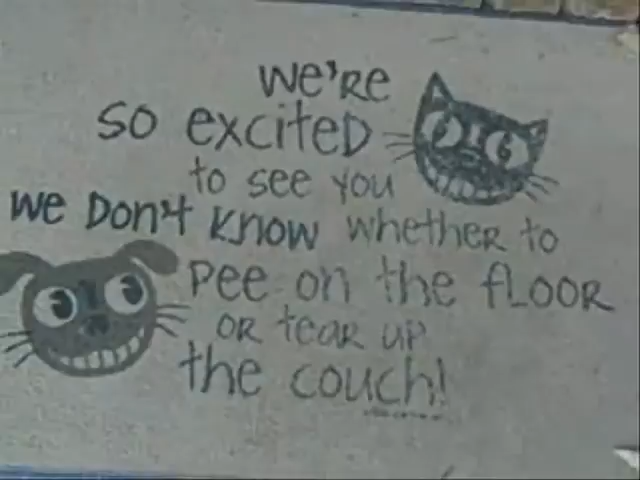 We're
so excited
to see you
we Don't Know whether to
pee on the fLOOR
OR tear up
the couch!